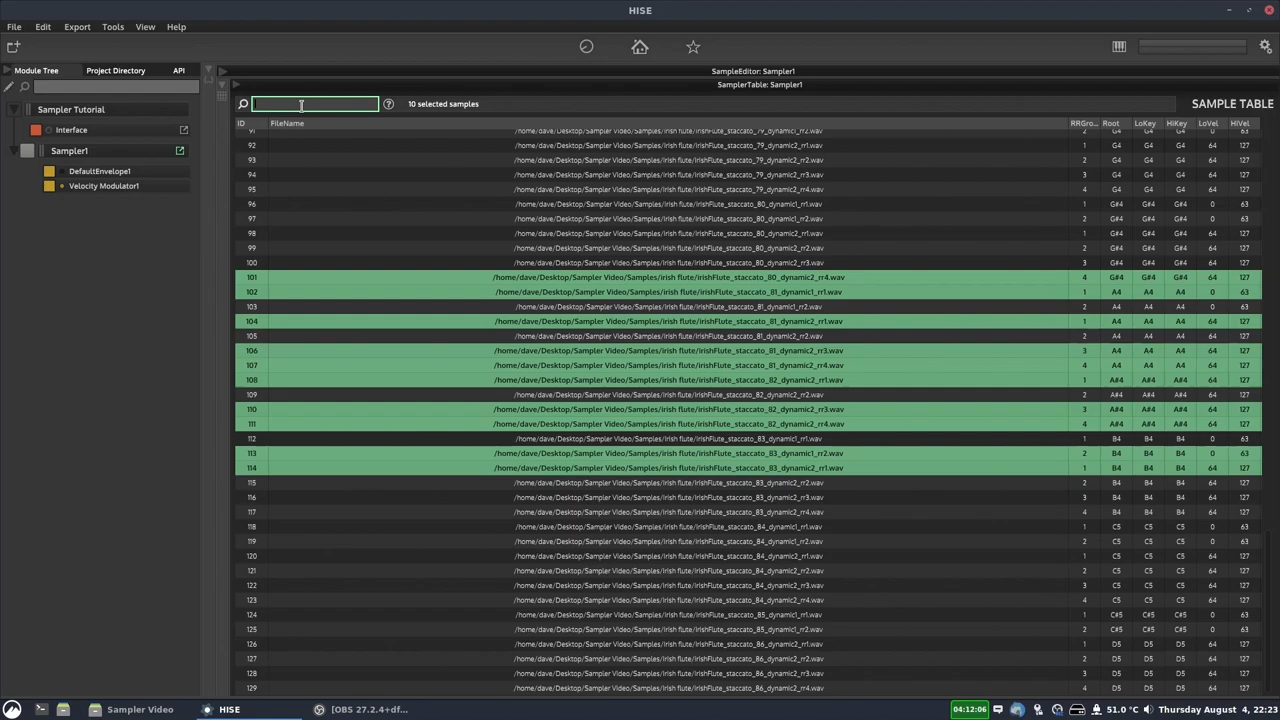 HISE
File Edit Export Tools View Help
Module Tree Project Directory API
SampleEditor: Sampler1
SamplerTable: Sampler1
10 selected samples
SAMPLE TABLE
Sampler Tutorial
Interface
Sampler1
DefaultEnvelope1
Velocity Modulator1
ID FileName RRGro... Root LoKey HiKey LoVel HiVel
91 /home/dave/Desktop/Sampler Video/Samples/irish flute/irishFlute_staccato_79_dynamic2_rr2.wav 2 G4 G4 G4 64 127
92 /home/dave/Desktop/Sampler Video/Samples/irish flute/irishFlute_staccato_79_dynamic2_rr1.wav 1 G4 G4 G4 64 127
93 /home/dave/Desktop/Sampler Video/Samples/irish flute/irishFlute_staccato_79_dynamic2_rr2.wav 2 G4 G4 G4 64 127
94 /home/dave/Desktop/Sampler Video/Samples/irish flute/irishFlute_staccato_79_dynamic2_rr3.wav 3 G4 G4 G4 64 127
95 /home/dave/Desktop/Sampler Video/Samples/irish flute/irishFlute_staccato_79_dynamic2_rr4.wav 4 G4 G4 G4 64 127
96 /home/dave/Desktop/Sampler Video/Samples/irish flute/irishFlute_staccato_80_dynamic1_rr1.wav 1 G#4 G#4 G#4 0 63
97 /home/dave/Desktop/Sampler Video/Samples/irish flute/irishFlute_staccato_80_dynamic1_rr2.wav 2 G#4 G#4 G#4 0 63
98 /home/dave/Desktop/Sampler Video/Samples/irish flute/irishFlute_staccato_80_dynamic2_rr1.wav 1 G#4 G#4 G#4 64 127
99 /home/dave/Desktop/Sampler Video/Samples/irish flute/irishFlute_staccato_80_dynamic2_rr2.wav 2 G#4 G#4 G#4 64 127
100 /home/dave/Desktop/Sampler Video/Samples/irish flute/irishFlute_staccato_80_dynamic2_rr3.wav 3 G#4 G#4 G#4 64 127
101 /home/dave/Desktop/Sampler Video/Samples/irish flute/irishFlute_staccato_80_dynamic2_rr4.wav 4 G#4 G#4 G#4 64 127
102 /home/dave/Desktop/Sampler Video/Samples/irish flute/irishFlute_staccato_81_dynamic1_rr1.wav 1 A4 A4 A4 0 63
103 /home/dave/Desktop/Sampler Video/Samples/irish flute/irishFlute_staccato_81_dynamic1_rr2.wav 2 A4 A4 A4 0 63
104 /home/dave/Desktop/Sampler Video/Samples/irish flute/irishFlute_staccato_81_dynamic2_rr1.wav 1 A4 A4 A4 64 127
105 /home/dave/Desktop/Sampler Video/Samples/irish flute/irishFlute_staccato_81_dynamic2_rr2.wav 2 A4 A4 A4 64 127
106 /home/dave/Desktop/Sampler Video/Samples/irish flute/irishFlute_staccato_81_dynamic2_rr3.wav 3 A4 A4 A4 64 127
107 /home/dave/Desktop/Sampler Video/Samples/irish flute/irishFlute_staccato_81_dynamic2_rr4.wav 4 A4 A4 A4 64 127
108 /home/dave/Desktop/Sampler Video/Samples/irish flute/irishFlute_staccato_82_dynamic2_rr1.wav 1 A#4 A#4 A#4 64 127
109 /home/dave/Desktop/Sampler Video/Samples/irish flute/irishFlute_staccato_82_dynamic2_rr2.wav 2 A#4 A#4 A#4 64 127
110 /home/dave/Desktop/Sampler Video/Samples/irish flute/irishFlute_staccato_82_dynamic2_rr3.wav 3 A#4 A#4 A#4 64 127
111 /home/dave/Desktop/Sampler Video/Samples/irish flute/irishFlute_staccato_82_dynamic2_rr4.wav 4 A#4 A#4 A#4 64 127
112 /home/dave/Desktop/Sampler Video/Samples/irish flute/irishFlute_staccato_83_dynamic1_rr1.wav 1 B4 B4 B4 0 63
113 /home/dave/Desktop/Sampler Video/Samples/irish flute/irishFlute_staccato_83_dynamic1_rr2.wav 2 B4 B4 B4 0 63
114 /home/dave/Desktop/Sampler Video/Samples/irish flute/irishFlute_staccato_83_dynamic2_rr1.wav 1 B4 B4 B4 64 127
115 /home/dave/Desktop/Sampler Video/Samples/irish flute/irishFlute_staccato_83_dynamic2_rr2.wav 2 B4 B4 B4 64 127
116 /home/dave/Desktop/Sampler Video/Samples/irish flute/irishFlute_staccato_83_dynamic2_rr3.wav 3 B4 B4 B4 64 127
117 /home/dave/Desktop/Sampler Video/Samples/irish flute/irishFlute_staccato_83_dynamic2_rr4.wav 4 B4 B4 B4 64 127
118 /home/dave/Desktop/Sampler Video/Samples/irish flute/irishFlute_staccato_84_dynamic1_rr1.wav 1 C5 C5 C5 0 63
119 /home/dave/Desktop/Sampler Video/Samples/irish flute/irishFlute_staccato_84_dynamic1_rr2.wav 2 C5 C5 C5 0 63
120 /home/dave/Desktop/Sampler Video/Samples/irish flute/irishFlute_staccato_84_dynamic2_rr1.wav 1 C5 C5 C5 64 127
121 /home/dave/Desktop/Sampler Video/Samples/irish flute/irishFlute_staccato_84_dynamic2_rr2.wav 2 C5 C5 C5 64 127
122 /home/dave/Desktop/Sampler Video/Samples/irish flute/irishFlute_staccato_84_dynamic2_rr3.wav 3 C5 C5 C5 64 127
123 /home/dave/Desktop/Sampler Video/Samples/irish flute/irishFlute_staccato_84_dynamic2_rr4.wav 4 C5 C5 C5 64 127
124 /home/dave/Desktop/Sampler Video/Samples/irish flute/irishFlute_staccato_85_dynamic1_rr1.wav 1 C#5 C#5 C#5 0 63
125 /home/dave/Desktop/Sampler Video/Samples/irish flute/irishFlute_staccato_85_dynamic1_rr2.wav 2 C#5 C#5 C#5 0 63
126 /home/dave/Desktop/Sampler Video/Samples/irish flute/irishFlute_staccato_86_dynamic2_rr1.wav 1 D5 D5 D5 64 127
127 /home/dave/Desktop/Sampler Video/Samples/irish flute/irishFlute_staccato_86_dynamic2_rr2.wav 2 D5 D5 D5 64 127
128 /home/dave/Desktop/Sampler Video/Samples/irish flute/irishFlute_staccato_86_dynamic2_rr3.wav 3 D5 D5 D5 64 127
129 /home/dave/Desktop/Sampler Video/Samples/irish flute/irishFlute_staccato_86_dynamic2_rr4.wav 4 D5 D5 D5 64 127
Sampler Video HISE [OBS 27.2.4+df... 04:12:06 51.0 °C Thursday August 4, 22:23